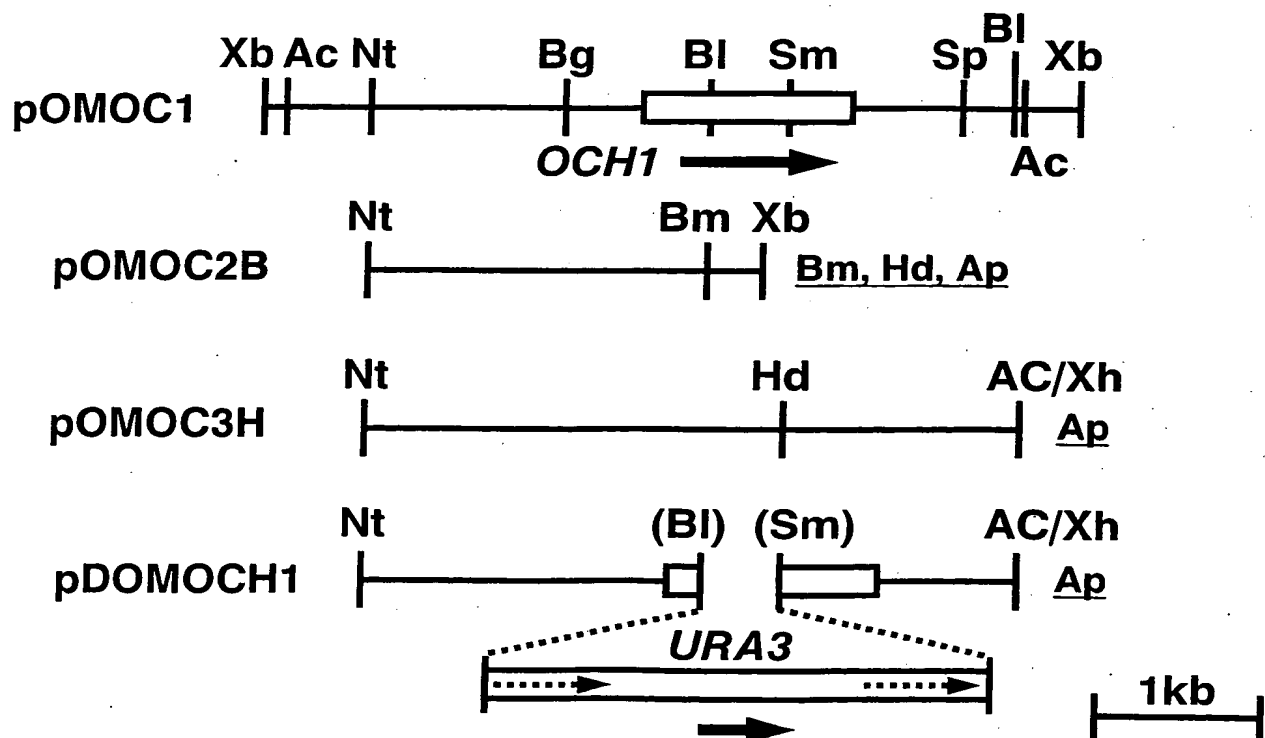 Xb Ac Nt Bg Bl Sm Sp Bl Xb
pOMOC1
OCH1 Ac
Nt Bm Xb
pOMOC2B Bm, Hd, Ap
Nt Hd AC/Xh
pOMOC3H Ap
Nt (Bl) (Sm) AC/Xh
pDOMOCH1 Ap
URA3
1kb